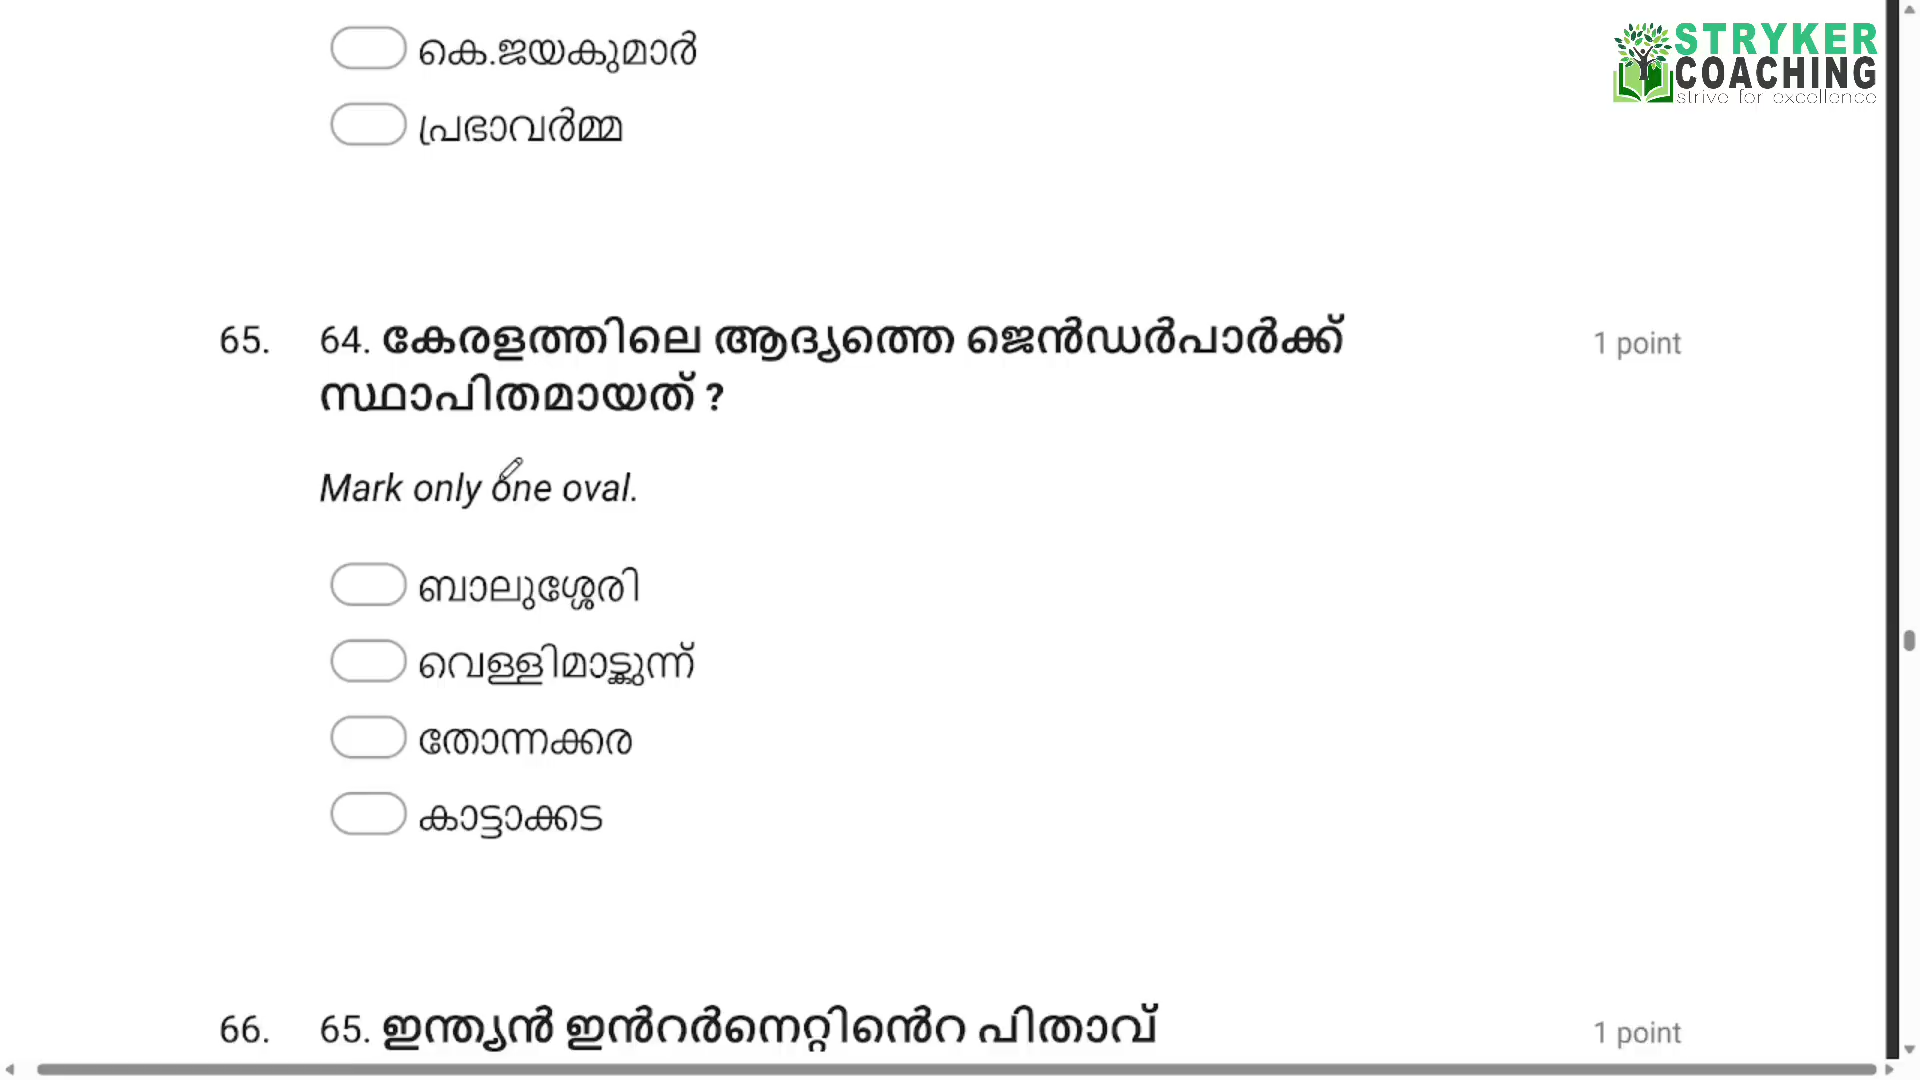 കെ.ജയകുമാർ
പ്രഭാവർമ്മ
STRYKER
COACHING
strive for excellence
65. 64. കേരളത്തിലെ ആദ്യത്തെ ജെൻഡർപാർക്ക് 1 point
സ്ഥാപിതമായത് ?
Mark only one oval.
ബാലുശ്ശേരി
വെള്ളിമാട്കുന്ന്
തോന്നക്കര
കാട്ടാക്കട
66. 65. ഇന്ത്യൻ ഇൻറർനെറ്റിൻെറ പിതാവ് 1 point